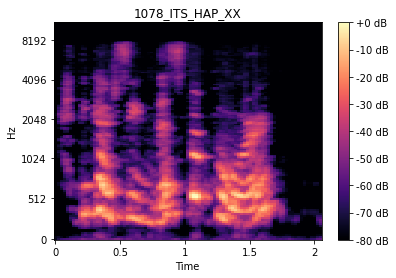 1078_ITS_HAP_XX
+0 dB
8192
-10 dB
4096
-20 dB
-30 dB
2048
Hz
-40 dB
1024
-50 dB
512
-60 dB
-70 dB
0
-80 dB
0
0.5
1
1.5
2
Time